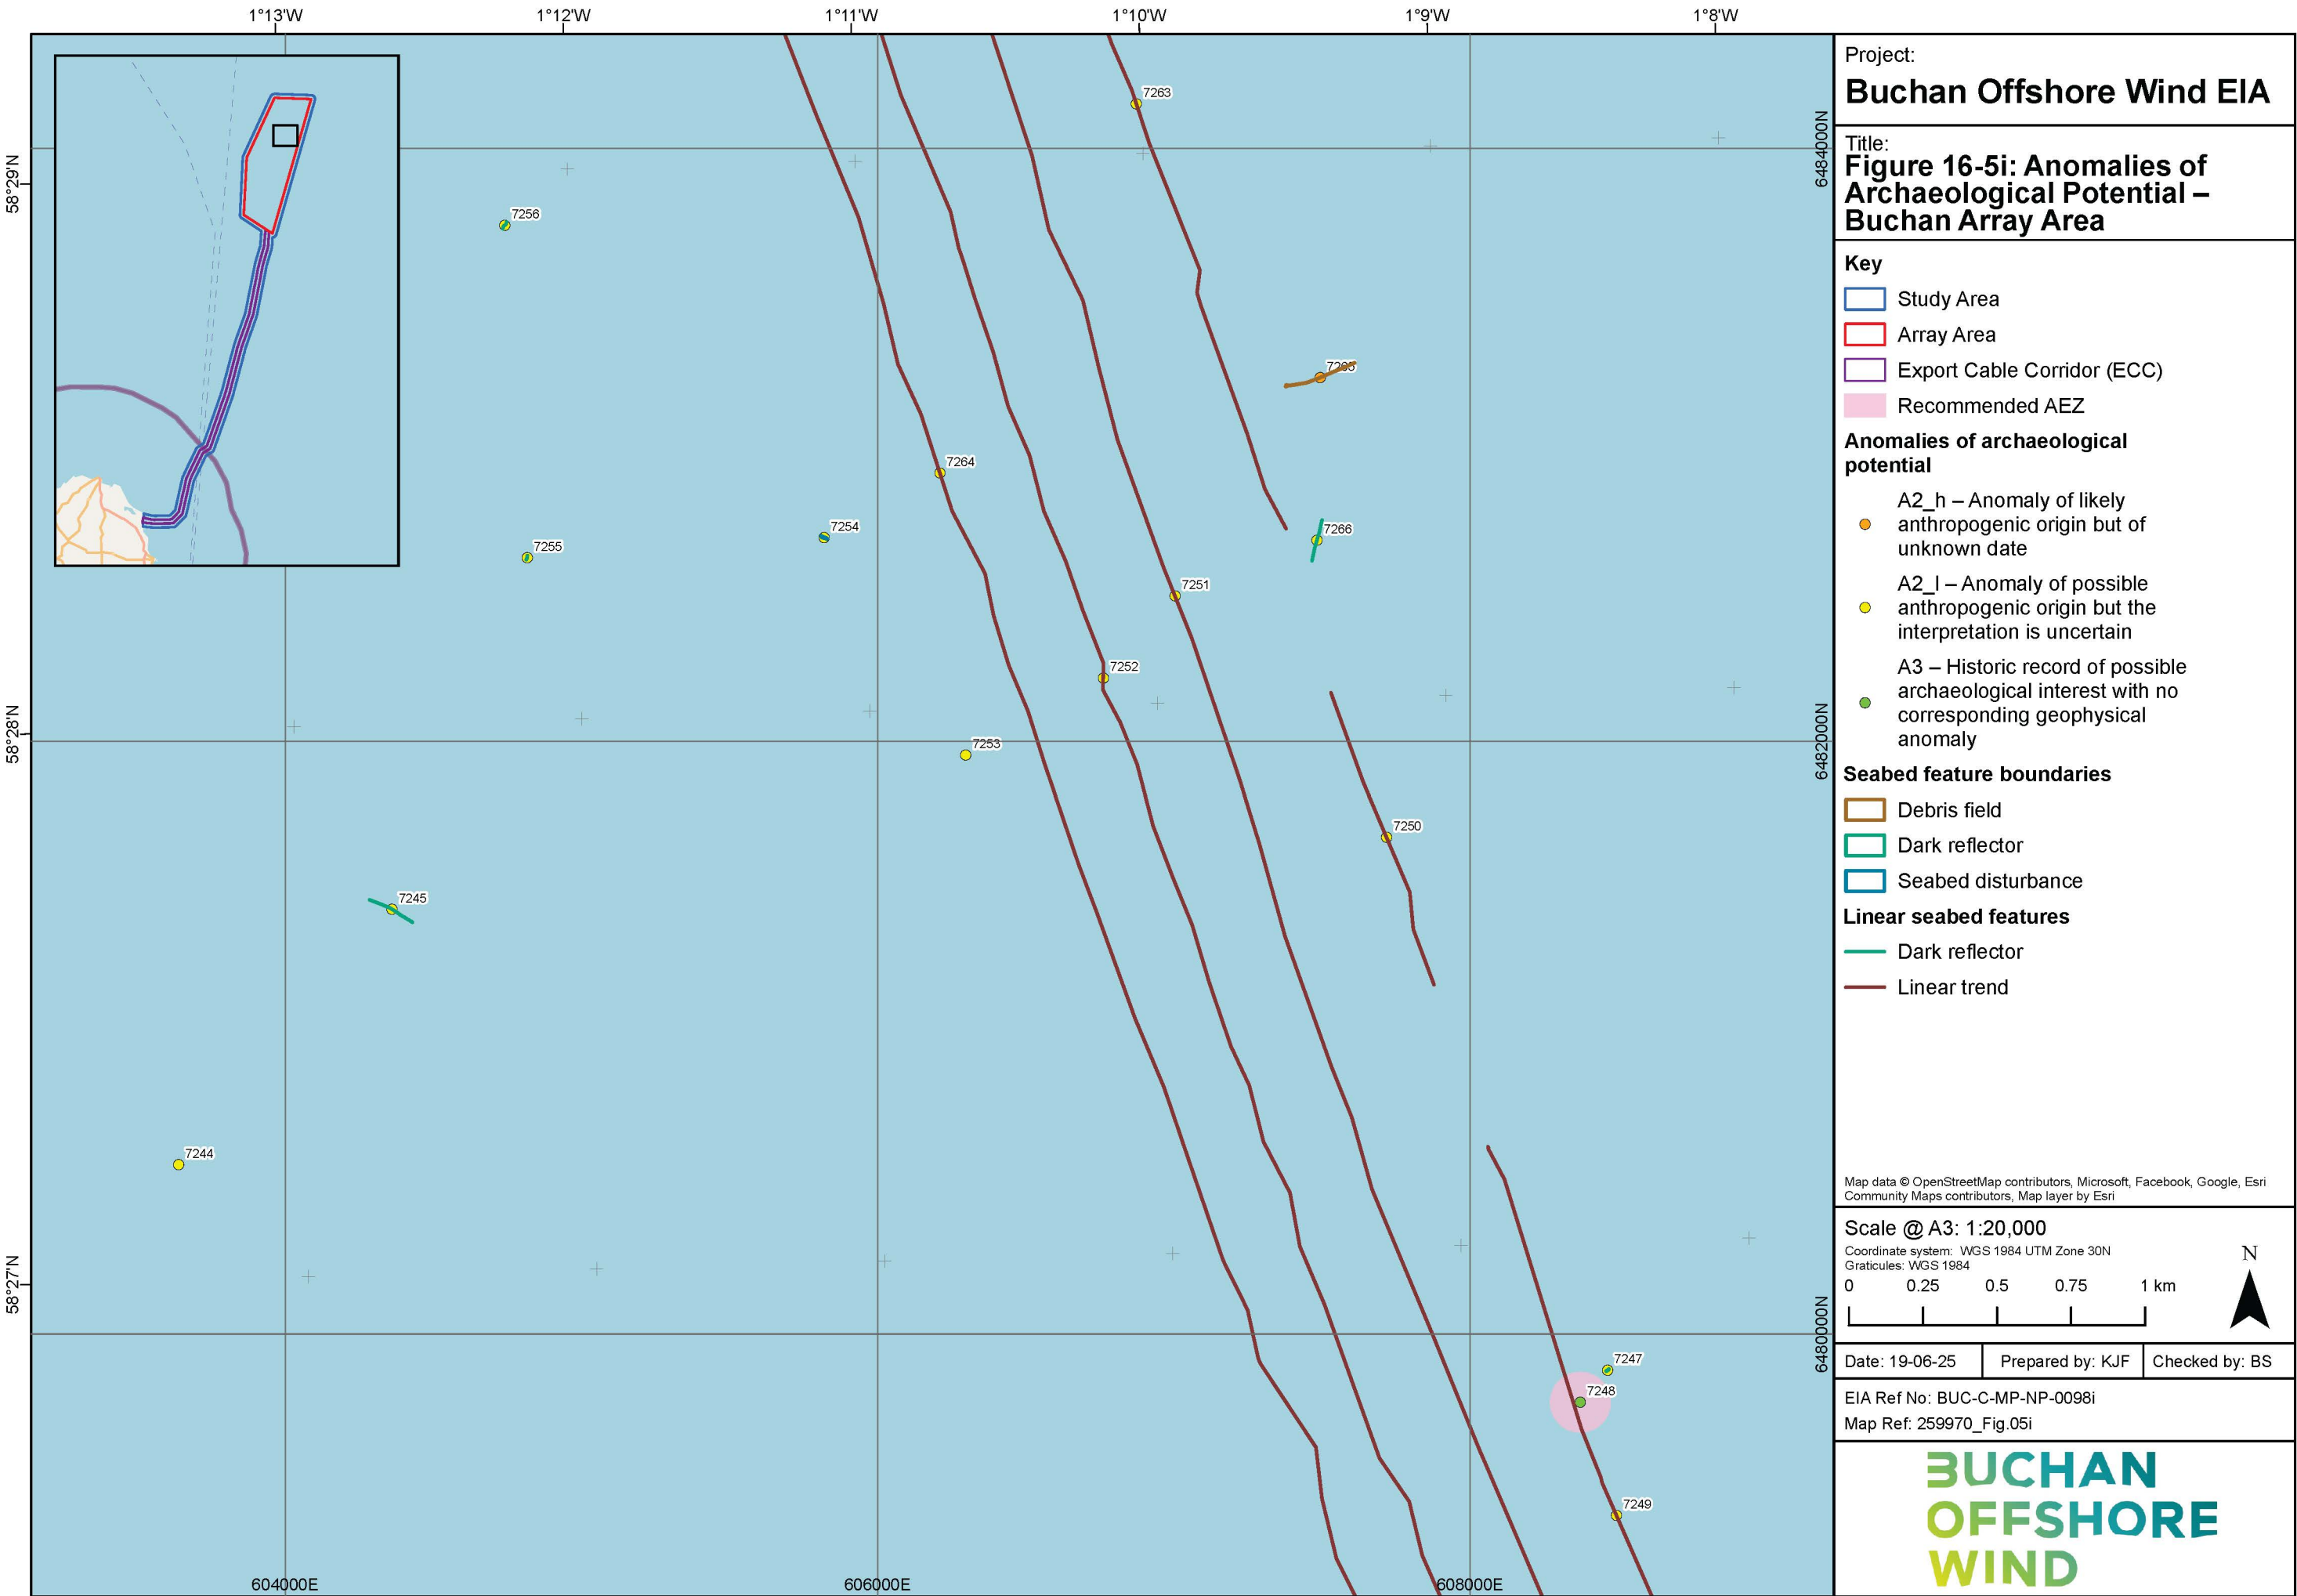 1°13'W 1°12'W 1°11'W 1°10'W 1°9'W 1°8'W
58°29'N
58°28'N
58°27'N
6484000N
6482000N
6480000N
604000E 606000E 608000E
7263
7256
7264
7254
7255
7266
7251
7252
7253
7250
7245
7244
7247
7248
7249
Project:
Buchan Offshore Wind EIA
Title:
Figure 16-5i: Anomalies of
Archaeological Potential –
Buchan Array Area
Key
Study Area
Array Area
Export Cable Corridor (ECC)
Recommended AEZ
Anomalies of archaeological
potential
A2_h – Anomaly of likely
anthropogenic origin but of
unknown date
A2_l – Anomaly of possible
anthropogenic origin but the
interpretation is uncertain
A3 – Historic record of possible
archaeological interest with no
corresponding geophysical
anomaly
Seabed feature boundaries
Debris field
Dark reflector
Seabed disturbance
Linear seabed features
Dark reflector
Linear trend
Map data © OpenStreetMap contributors, Microsoft, Facebook, Google, Esri
Community Maps contributors, Map layer by Esri
Scale @ A3: 1:20,000
Coordinate system: WGS 1984 UTM Zone 30N
Graticules: WGS 1984
N
0 0.25 0.5 0.75 1 km
Date: 19-06-25 Prepared by: KJF Checked by: BS
EIA Ref No: BUC-C-MP-NP-0098i
Map Ref: 259970_Fig.05i
BUCHAN
OFFSHORE
WIND